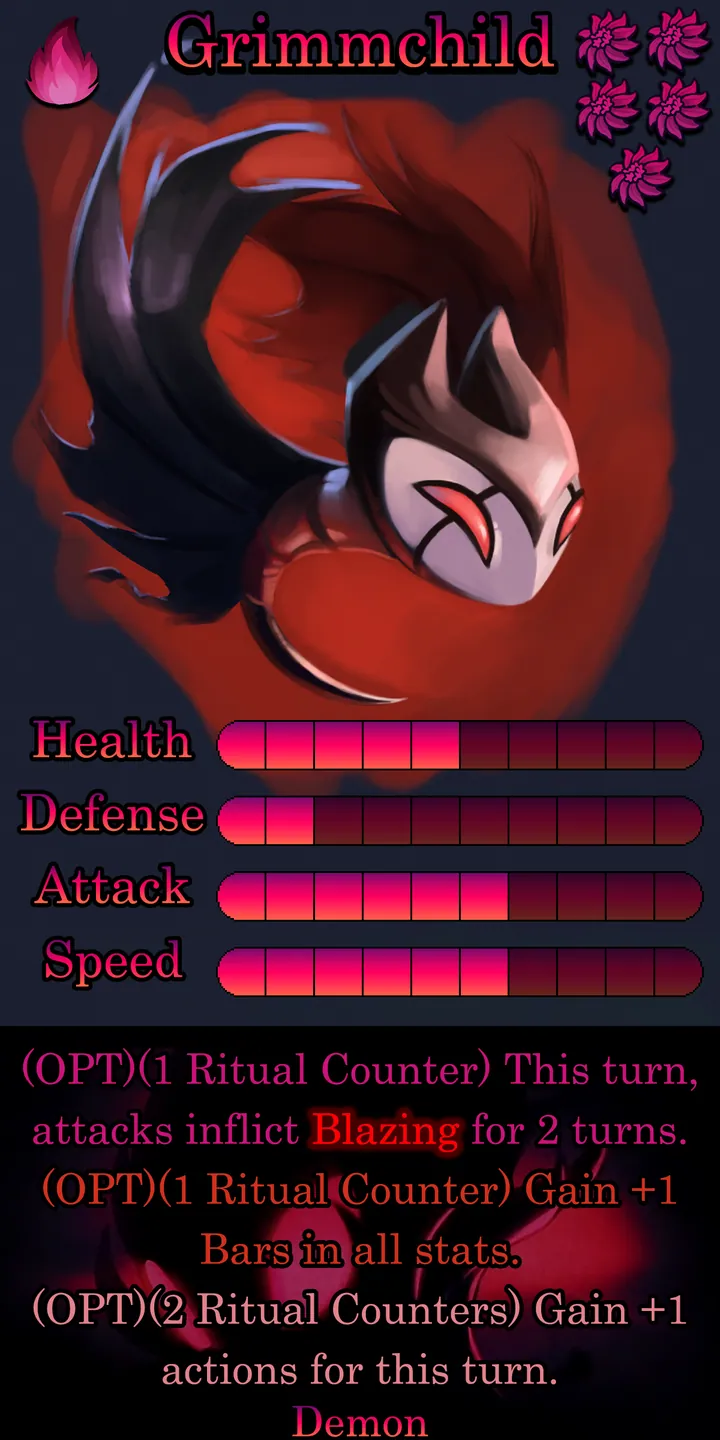 Grimmchild
Health
Defense
Attack
Speed
(OPT)(1 Ritual Counter) This turn,
attacks inflict Blazing for 2 turns.
(OPT)(1 Ritual Counter) Gain +1
Bars in all stats.
(OPT)(2 Ritual Counters) Gain +1
actions for this turn.
Demon